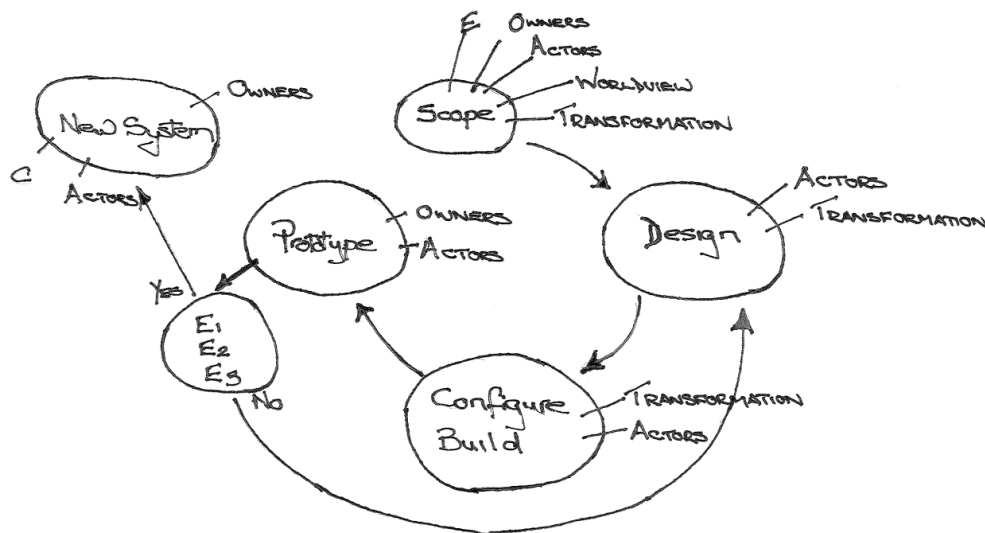 E
OWNERS
ACTORS
WORLDVIEW
TRANSFORMATION
Scope
OWNERS
New System
C
ACTORS
ACTORS
TRANSFORMATION
Design
OWNERS
ACTORS
Prototype
YES
E1
E2
E3
NO
Configure
Build
TRANSFORMATION
ACTORS